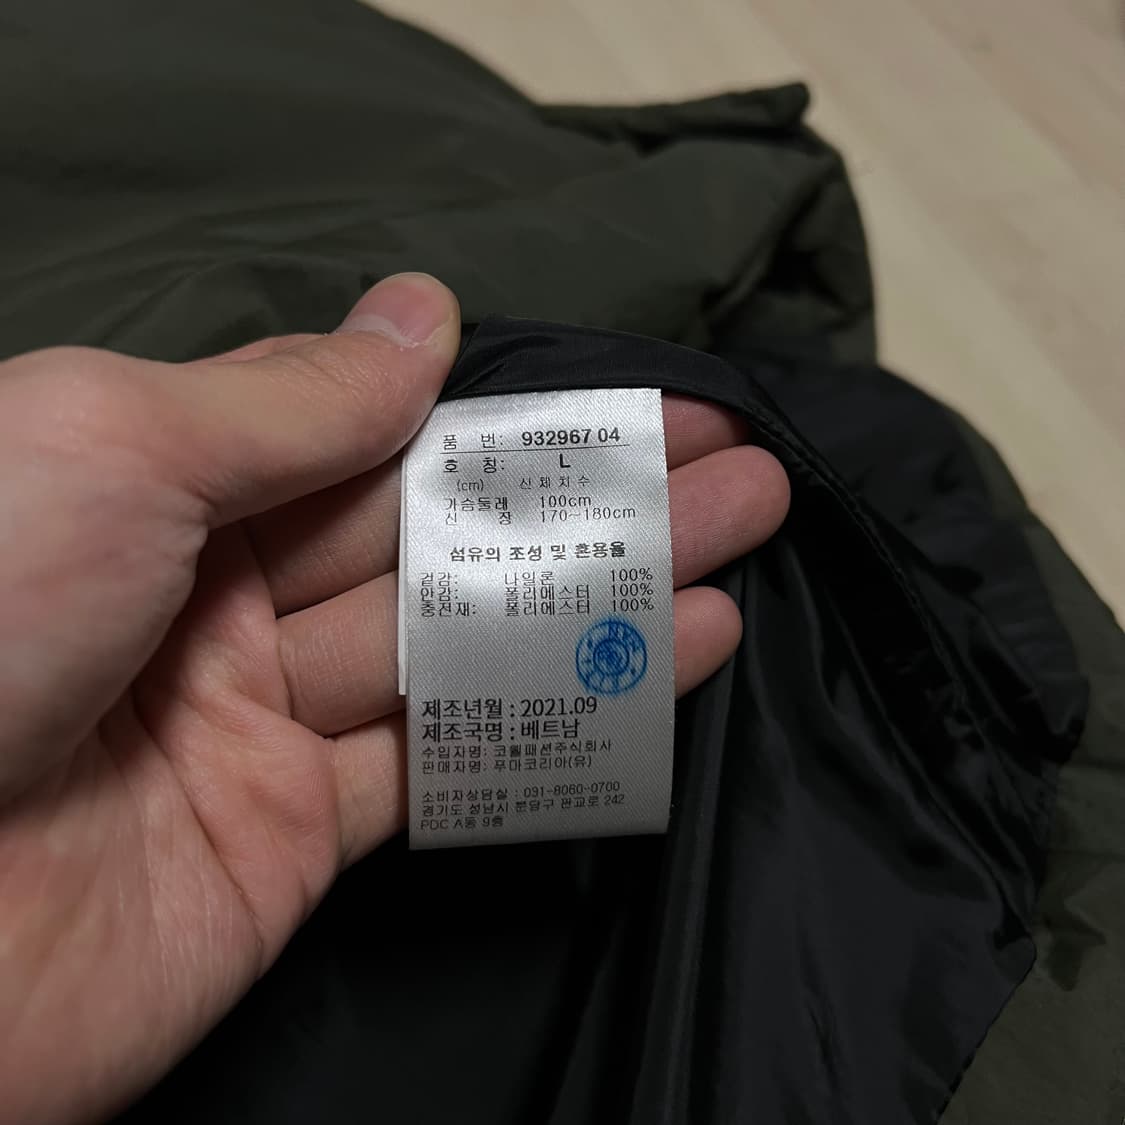 품 번: 932967 04
호 칭: L
(cm) 신체치수
가슴둘레 100cm
신 장 170~180cm
섬유의 조성 및 혼용율
겉감: 나일론 100%
안감: 폴리에스터 100%
충전재: 폴리에스터 100%
제조년월 : 2021.09
제조국명 : 베트남
수입자명: 코웰패션주식회사
판매자명: 푸마코리아(유)
소비자상담실 : 031-8060-0700
경기도 성남시 분당구 판교로 242
PDC A동 9층